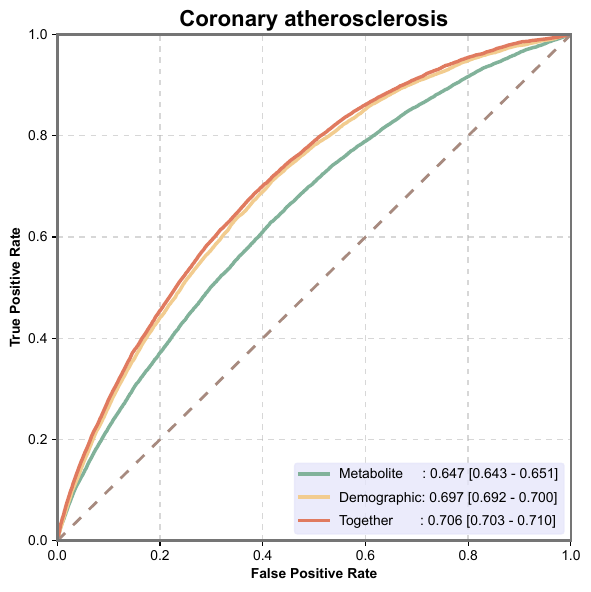 Coronary atherosclerosis
True Positive Rate
1.0
0.8
0.6
0.4
0.2
0.0
Metabolite : 0.647 [0.643 - 0.651]
Demographic: 0.697 [0.692 - 0.700]
Together : 0.706 [0.703 - 0.710]
0.0 0.2 0.4 0.6 0.8 1.0
False Positive Rate